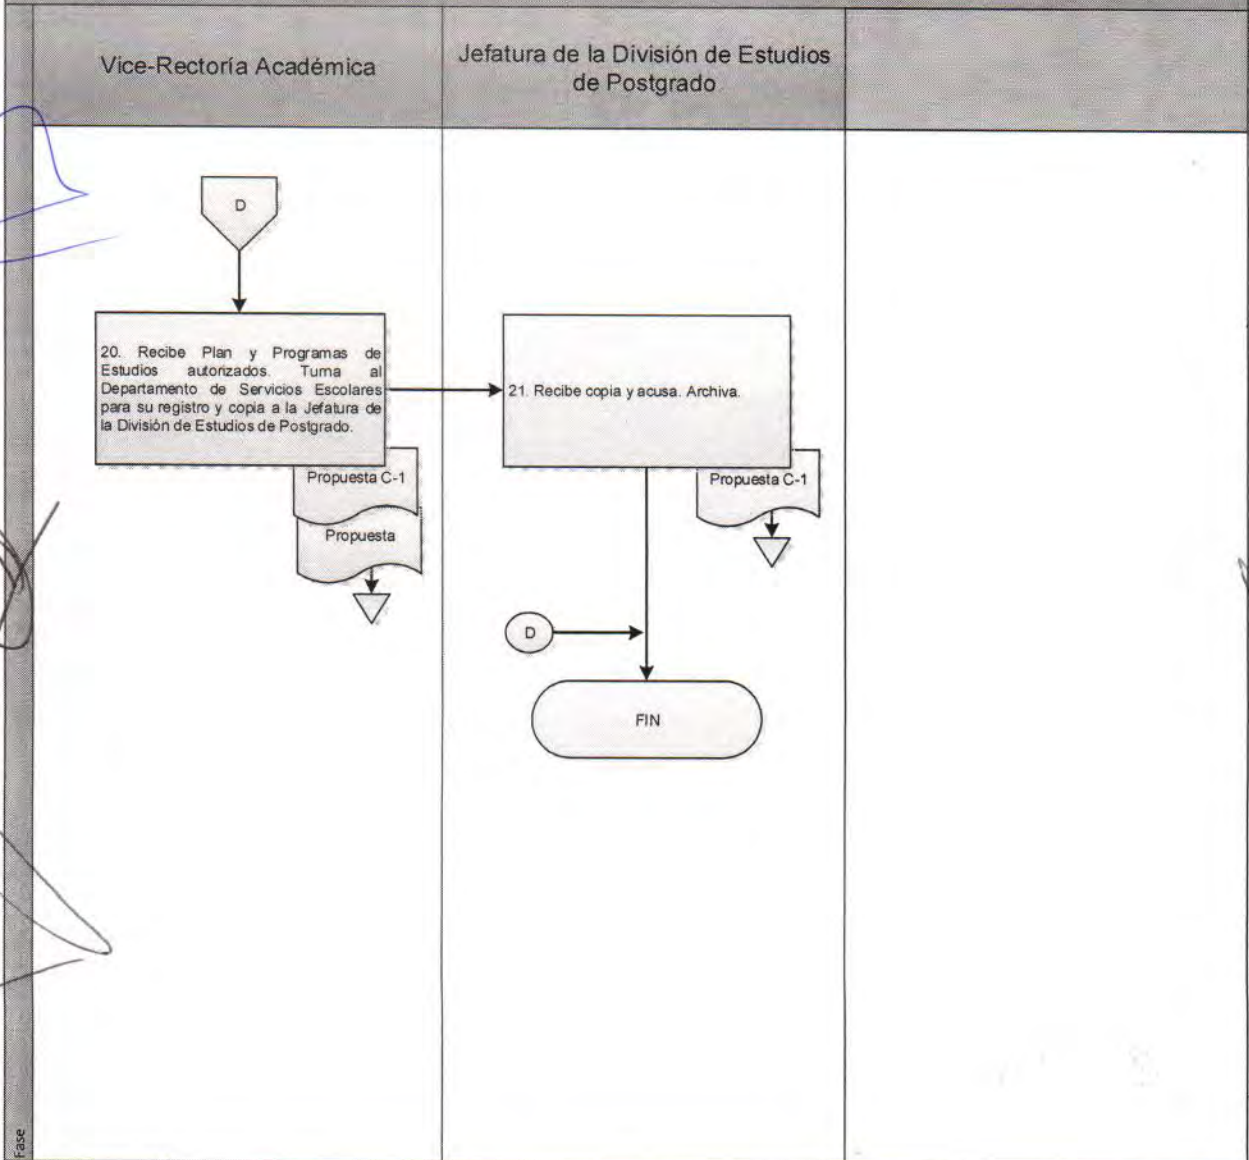 Vice-Rectoría Académica
Jefatura de la División de Estudios
de Postgrado
D
20. Recibe Plan y Programas de
Estudios autorizados. Turna al
Departamento de Servicios Escolares
para su registro y copia a la Jefatura de
la División de Estudios de Postgrado.
21. Recibe copia y acusa. Archiva.
Propuesta C-1
Propuesta
Propuesta C-1
D
FIN
Fase